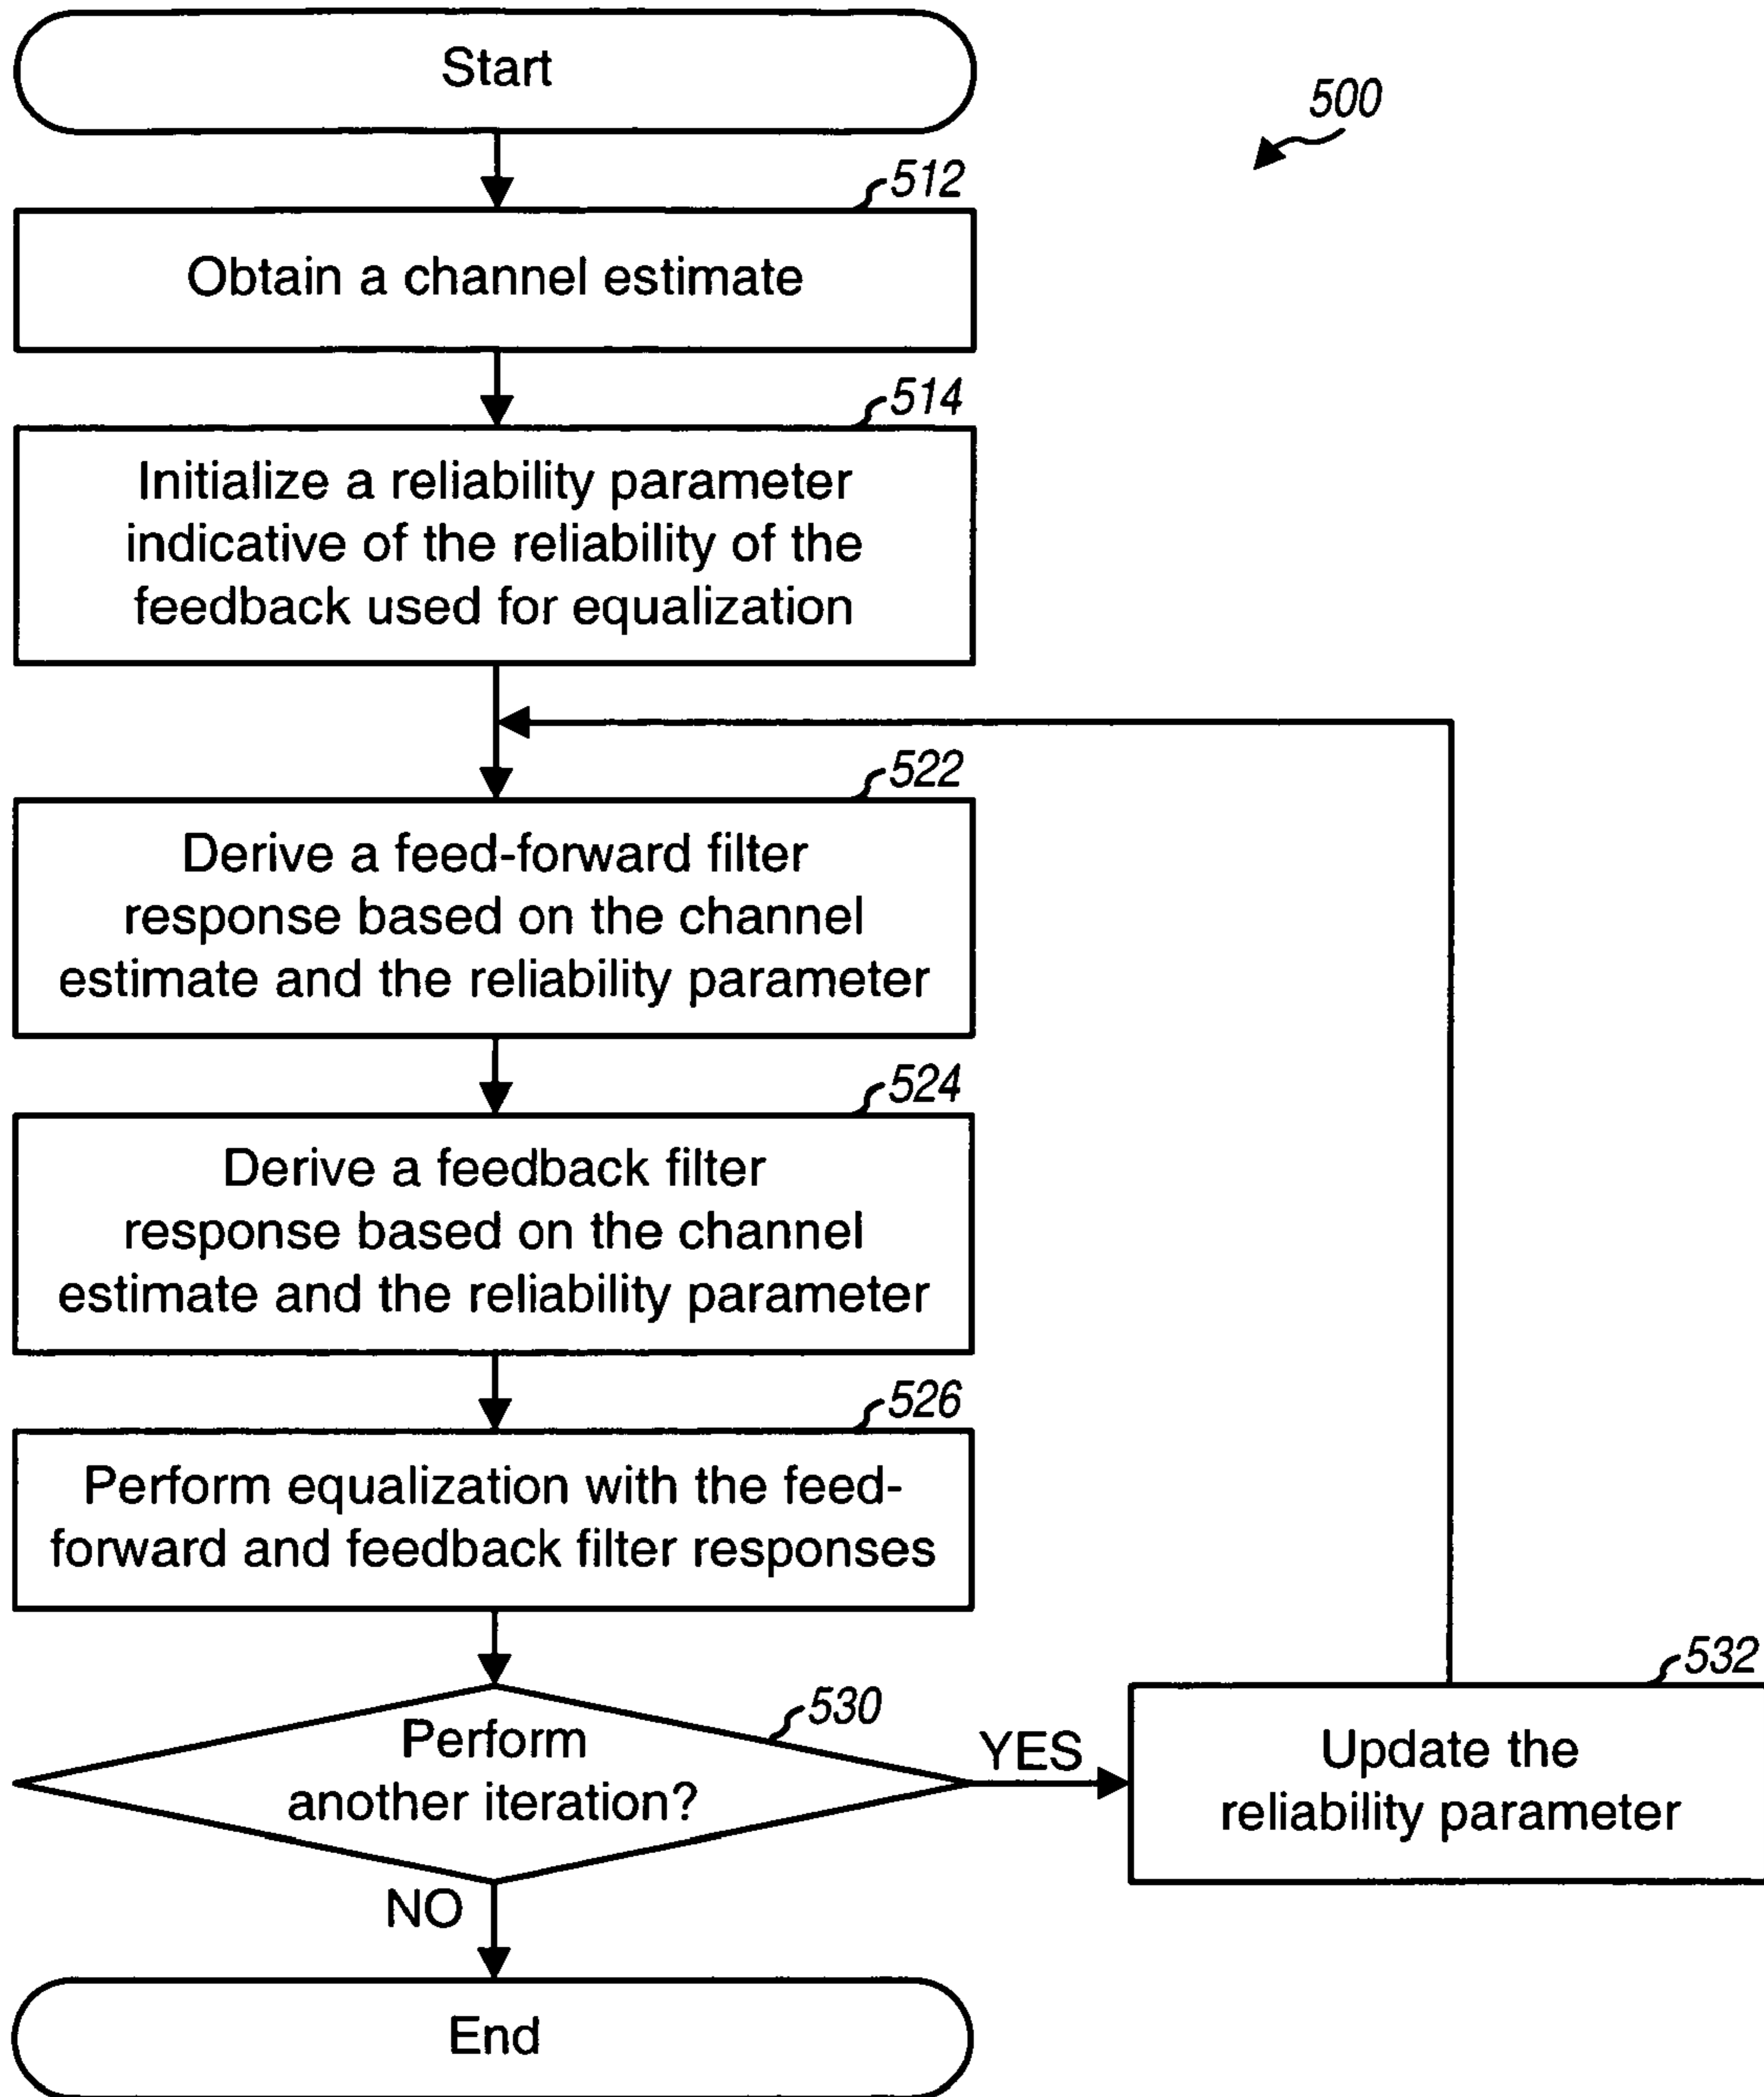 Start
500
512
Obtain a channel estimate
514
Initialize a reliability parameter
indicative of the reliability of the
feedback used for equalization
522
Derive a feed-forward filter
response based on the channel
estimate and the reliability parameter
524
Derive a feedback filter
response based on the channel
estimate and the reliability parameter
526
Perform equalization with the feed-
forward and feedback filter responses
530
Perform
another iteration?
YES
532
Update the
reliability parameter
NO
End